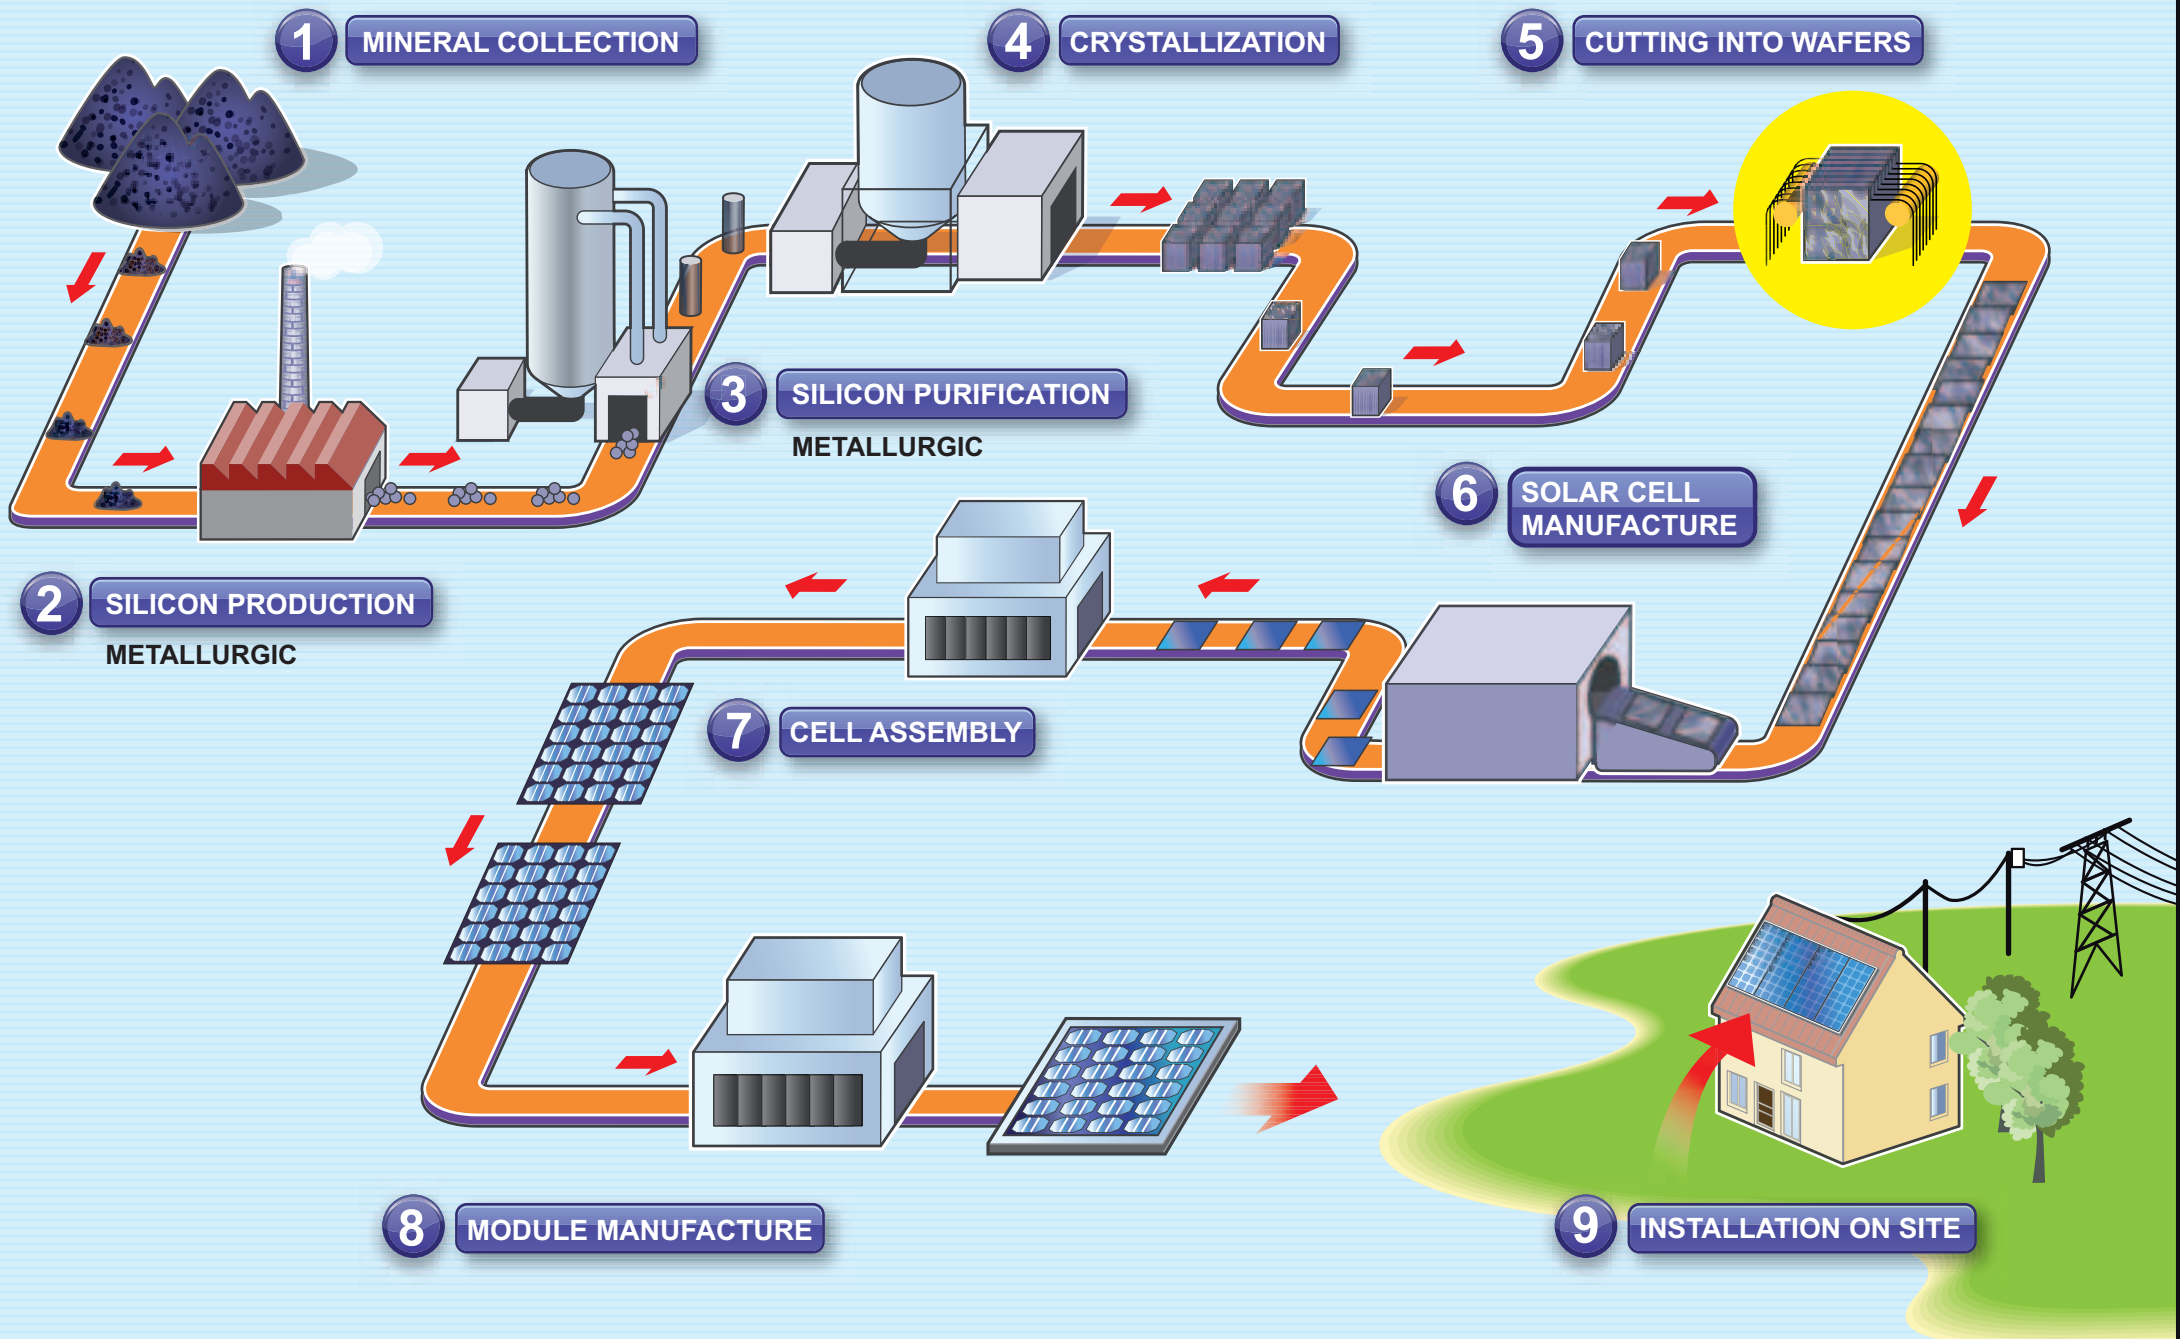 1 MINERAL COLLECTION
2 SILICON PRODUCTION
METALLURGIC
3 SILICON PURIFICATION
METALLURGIC
4 CRYSTALLIZATION
5 CUTTING INTO WAFERS
6 SOLAR CELL
MANUFACTURE
7 CELL ASSEMBLY
8 MODULE MANUFACTURE
9 INSTALLATION ON SITE